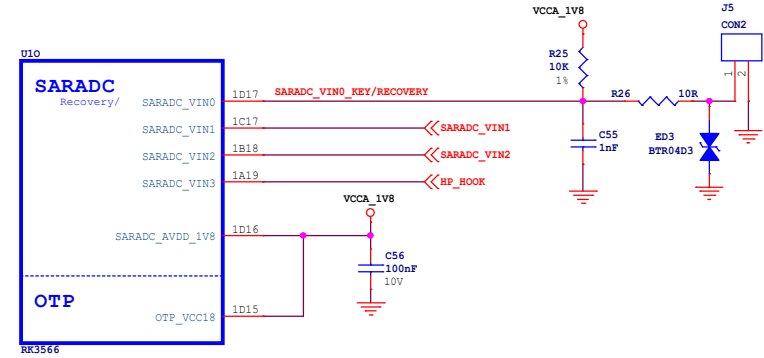 VCCA_1V8
J5
CON2
U1O
R25
10K
1%
SARADC
Recovery/
SARADC_VIN0
1D17
SARADC_VIN0_KEY/RECOVERY
R26
10R
1
2
SARADC_VIN1
1C17
SARADC_VIN1
C55
1nF
ED3
BTR04D3
SARADC_VIN2
1B18
SARADC_VIN2
SARADC_VIN3
1A19
HP_HOOK
VCCA_1V8
SARADC_AVDD_1V8
1D16
C56
100nF
10V
OTP
OTP_VCC18
1D15
RK3566